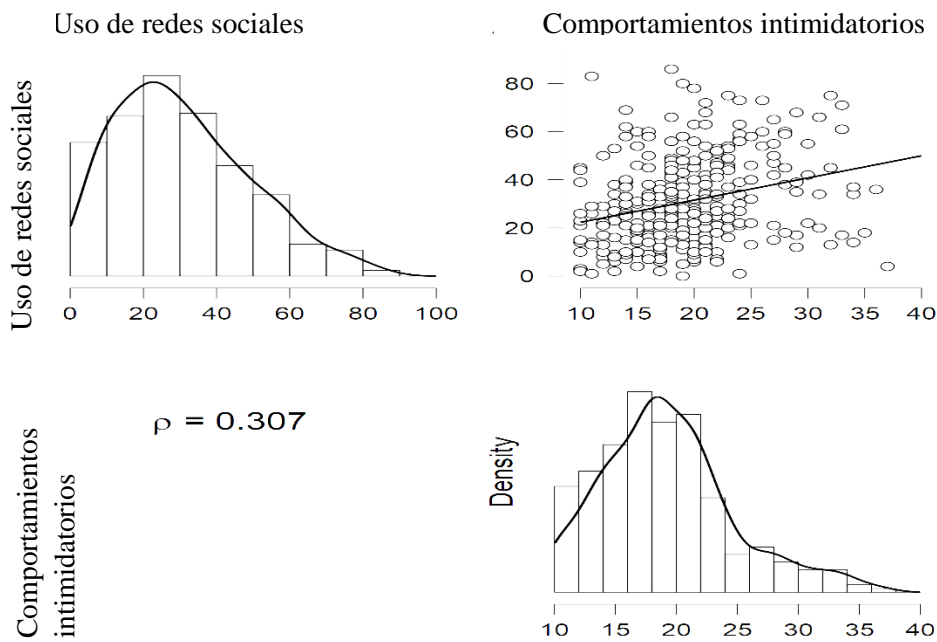 Uso de redes sociales
Comportamientos intimidatorios
Uso de redes sociales
80
60
40
20
0
0 20 40 60 80 100
10 15 20 25 30 35 40
Comportamientos
intimidatorios
ρ = 0.307
Density
10 15 20 25 30 35 40